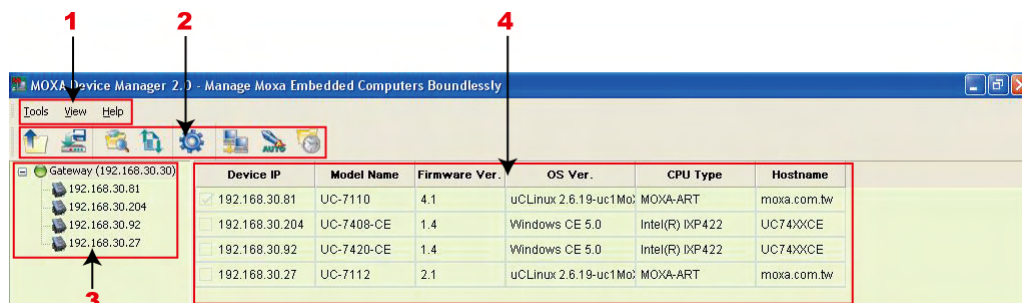 1 2 4
MOXA Device Manager 2.0 - Manage Moxa Embedded Computers Boundlessly
Tools View Help
AUTO
Gateway (192.168.30.30)
192.168.30.81
192.168.30.204
192.168.30.92
192.168.30.27
3
Device IP Model Name Firmware Ver. OS Ver. CPU Type Hostname
192.168.30.81 UC-7110 4.1 uCLinux 2.6.19-uc1Mo MOXA-ART moxa.com.tw
192.168.30.204 UC-7408-CE 1.4 Windows CE 5.0 Intel(R) IXP422 UC74XXCE
192.168.30.92 UC-7420-CE 1.4 Windows CE 5.0 Intel(R) IXP422 UC74XXCE
192.168.30.27 UC-7112 2.1 uCLinux 2.6.19-uc1Mo MOXA-ART moxa.com.tw